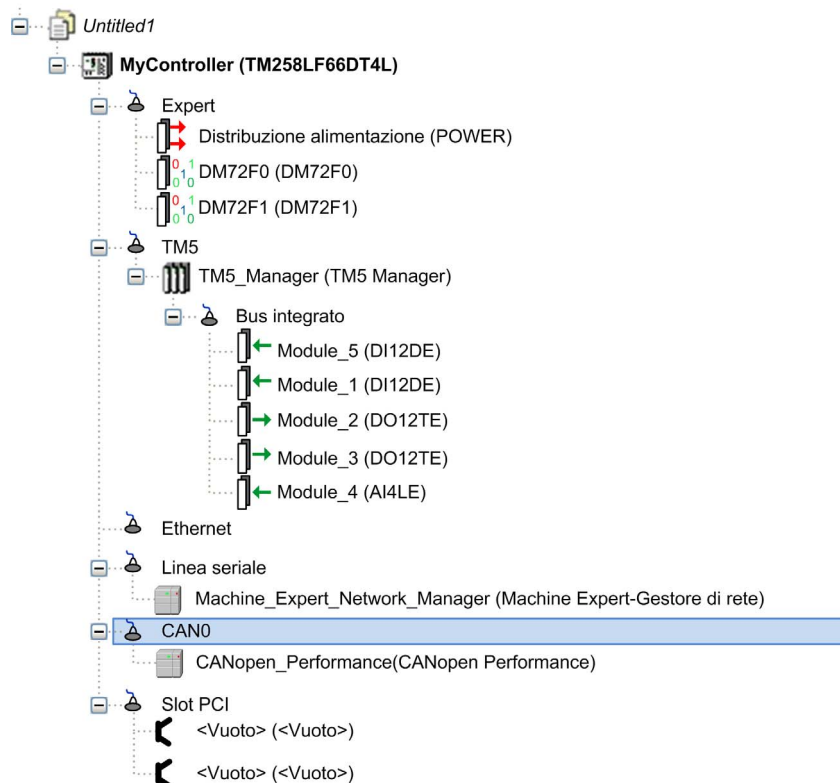 Untitled1
MyController (TM258LF66DT4L)
Expert
Distribuzione alimentazione (POWER)
DM72F0 (DM72F0)
DM72F1 (DM72F1)
TM5
TM5_Manager (TM5 Manager)
Bus integrato
Module_5 (DI12DE)
Module_1 (DI12DE)
Module_2 (DO12TE)
Module_3 (DO12TE)
Module_4 (AI4LE)
Ethernet
Linea seriale
Machine_Expert_Network_Manager (Machine Expert-Gestore di rete)
CAN0
CANopen_Performance(CANopen Performance)
Slot PCI
<Vuoto> (<Vuoto>)
<Vuoto> (<Vuoto>)